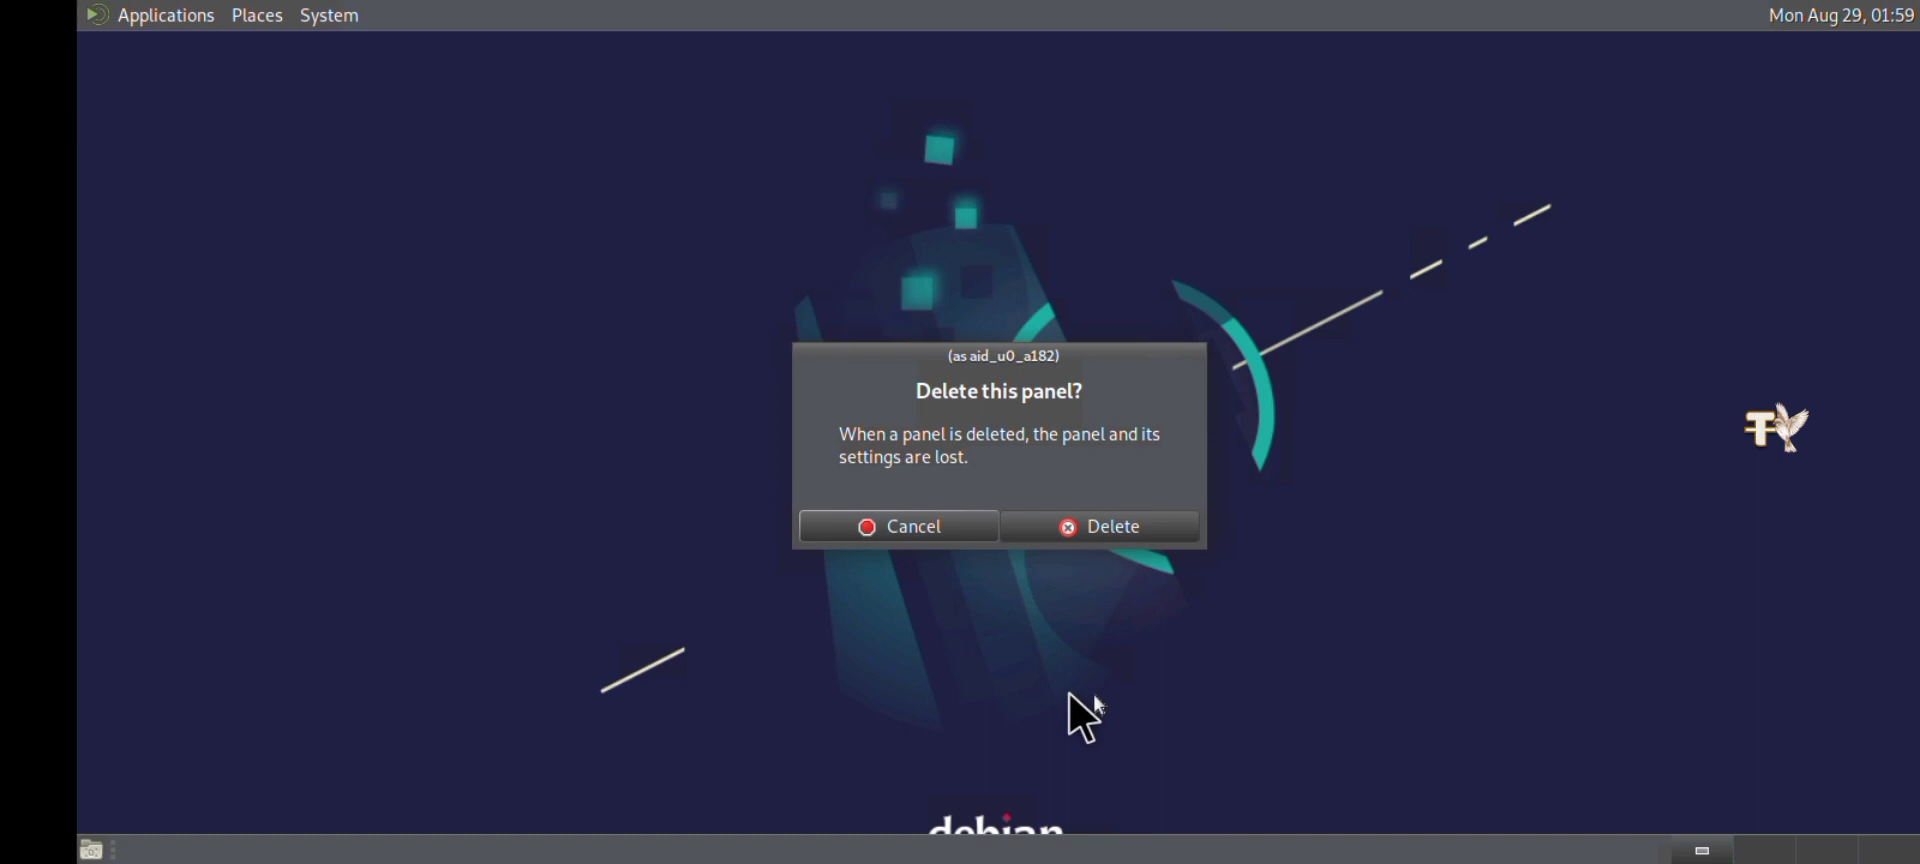 Applications Places System Mon Aug 29, 01:59
(as aid_u0_a182)
Delete this panel?
When a panel is deleted, the panel and its
settings are lost.
Cancel Delete
debian